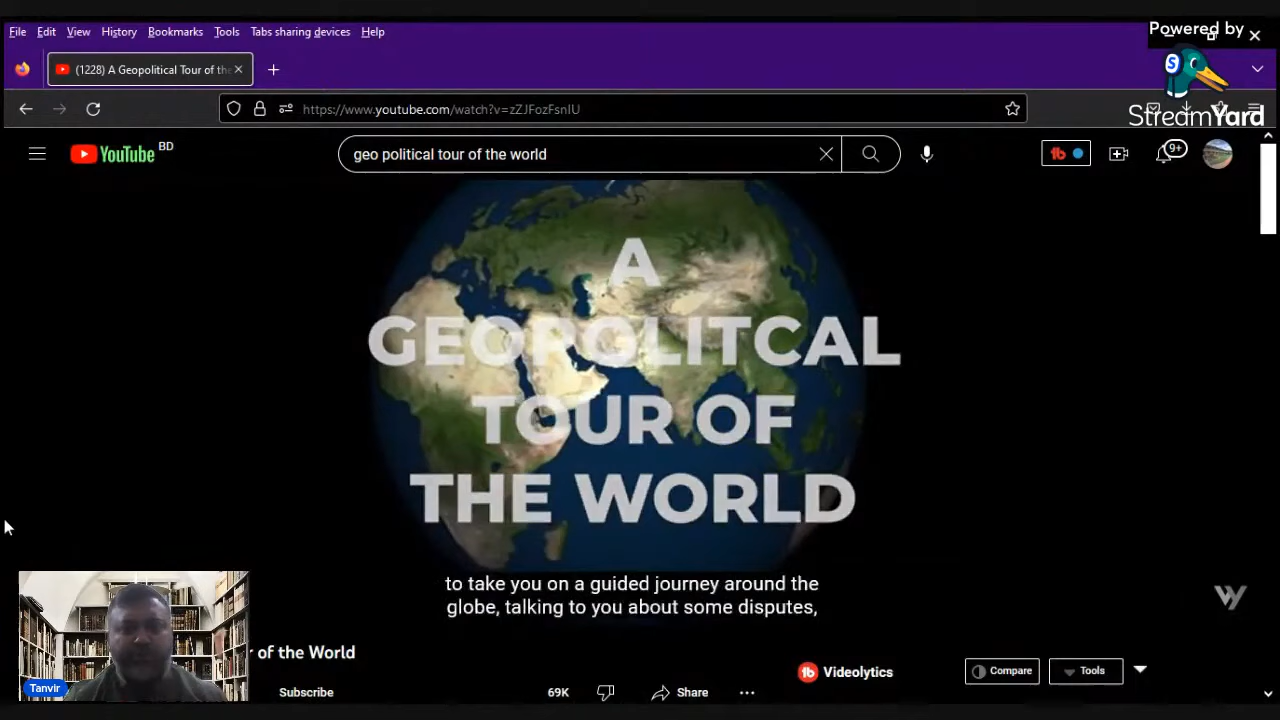 Powered by
StreamYard
S
File Edit View History Bookmarks Tools Tabs sharing devices Help
(1228) A Geopolitical Tour of the
https://www.youtube.com/watch?v=zZJFozFsnIU
YouTube BD
geo political tour of the world
tb
9+
A
GEOPOLITCAL
TOUR OF
THE WORLD
to take you on a guided journey around the
globe, talking to you about some disputes,
W
of the World
Tanvir
Subscribe
69K
Share
tb Videolytics
Compare
Tools